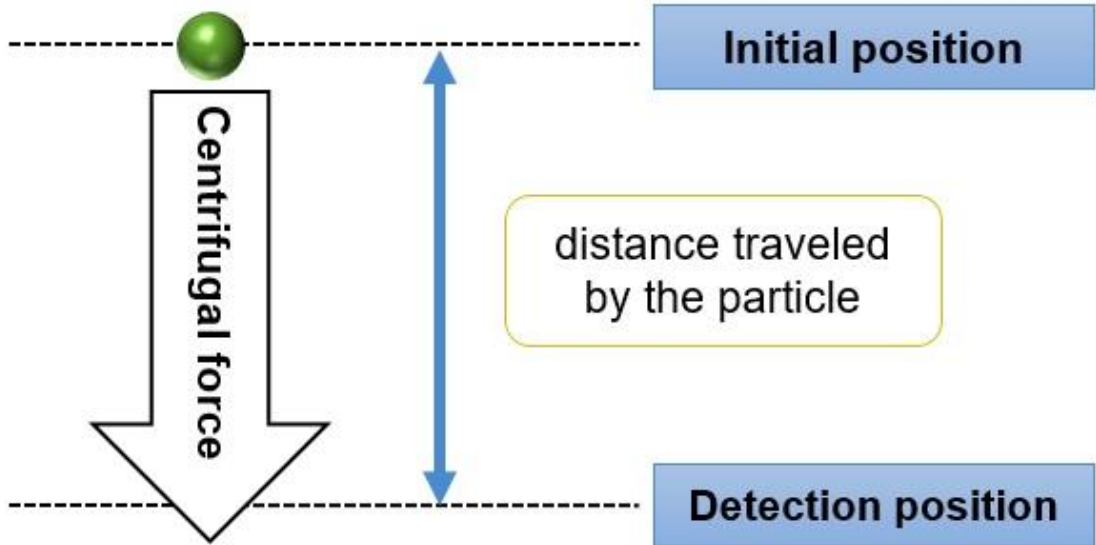 Initial position
Centrifugal force
distance traveled
by the particle
Detection position